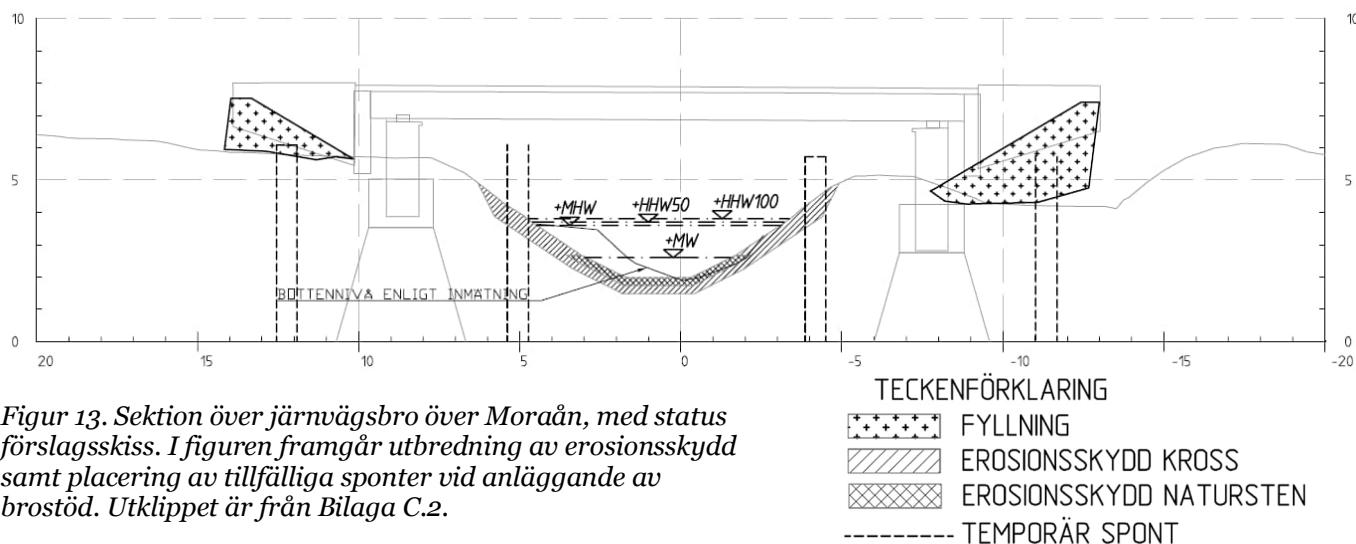 10
10
+MHW
+HHW50
+HHW100
5
5
+MW
BOTTENNIVÅ ENLIGT INMÄTNING
0
0
20
15
10
5
0
-5
-10
-15
-20
Figur 13. Sektion över järnvägsbro över Moraån, med status
förslagsskiss. I figuren framgår utbredning av erosionsskydd
samt placering av tillfälliga sponter vid anläggande av
brostöd. Utklippet är från Bilaga C.2.
TECKENFÖRKLARING
FYLLNING
EROSIONSSKYDD KROSS
EROSIONSSKYDD NATURSTEN
TEMPORÄR SPONT